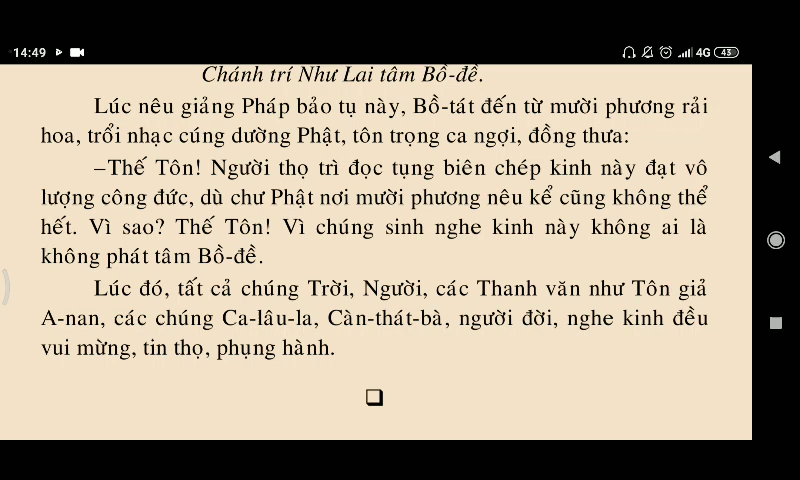 14:49
4G 43
Chánh trí Như Lai tâm Bồ-đề.
Lúc nêu giảng Pháp bảo tụ này, Bồ-tát đến từ mười phương rải
hoa, trổi nhạc cúng dường Phật, tôn trọng ca ngợi, đồng thưa:
–Thế Tôn! Người thọ trì đọc tụng biên chép kinh này đạt vô
lượng công đức, dù chư Phật nơi mười phương nêu kể cũng không thể
hết. Vì sao? Thế Tôn! Vì chúng sinh nghe kinh này không ai là
không phát tâm Bồ-đề.
Lúc đó, tất cả chúng Trời, Người, các Thanh văn như Tôn giả
A-nan, các chúng Ca-lâu-la, Càn-thát-bà, người đời, nghe kinh đều
vui mừng, tin thọ, phụng hành.